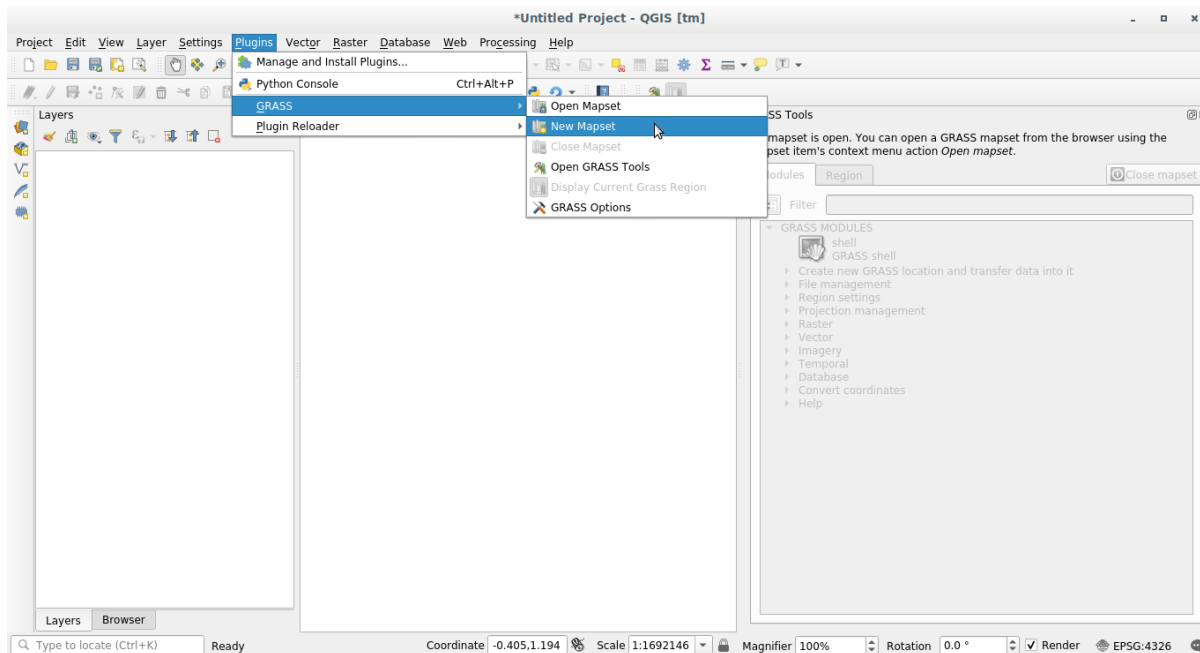 *Untitled Project - QGIS [tm]
Project Edit View Layer Settings Plugins Vector Raster Database Web Processing Help
Manage and Install Plugins...
Python Console Ctrl+Alt+P
GRASS
Plugin Reloader
Open Mapset
New Mapset
Close Mapset
Open GRASS Tools
Display Current Grass Region
GRASS Options
Layers
SS Tools
mapset is open. You can open a GRASS mapset from the browser using the
pset item's context menu action Open mapset.
odules Region Close mapset
Filter
GRASS MODULES
shell
GRASS shell
Create new GRASS location and transfer data into it
File management
Region settings
Projection management
Raster
Vector
Imagery
Temporal
Database
Convert coordinates
Help
Layers Browser
Type to locate (Ctrl+K) Ready Coordinate -0.405,1.194 Scale 1:1692146 Magnifier 100% Rotation 0.0 ° Render EPSG:4326